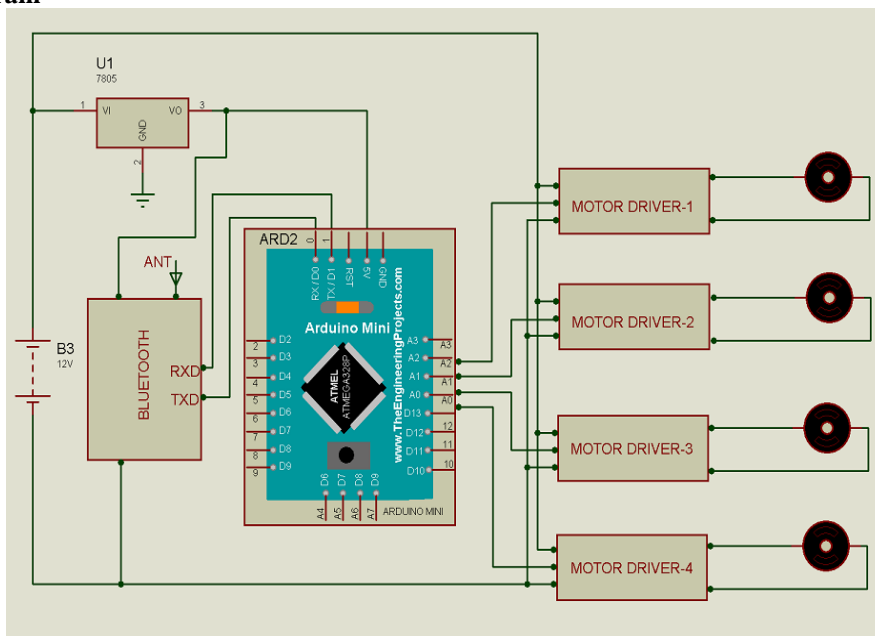 U1
7805
1
VI
VO
3
GND
2
ANT
BLUETOOTH
RXD
TXD
B3
12V
ARD2
0
1
RX / D0
TX / D1
RST
5V
GND
Arduino Mini
ATMEL
ATMEGA328P
www.TheEngineeringProjects.com
2
D2
3
D3
4
D4
5
D5
6
D6
7
D7
8
D8
9
D9
A3
A3
A2
A2
A1
A1
A0
A0
D13
D12
12
D11
11
D10
10
D6
D7
D8
D9
A4
A5
A6
A7
ARDUINO MINI
MOTOR DRIVER-1
MOTOR DRIVER-2
MOTOR DRIVER-3
MOTOR DRIVER-4